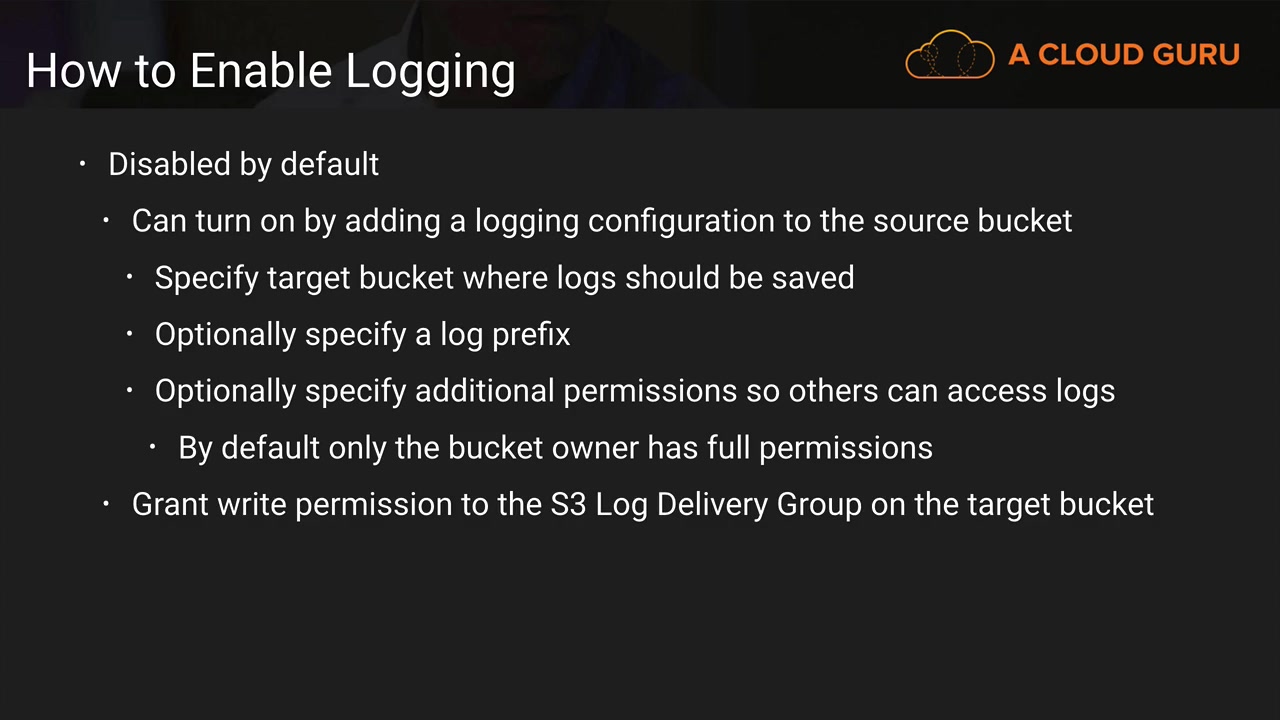 How to Enable Logging
A CLOUD GURU
• Disabled by default
• Can turn on by adding a logging configuration to the source bucket
• Specify target bucket where logs should be saved
• Optionally specify a log prefix
• Optionally specify additional permissions so others can access logs
• By default only the bucket owner has full permissions
• Grant write permission to the S3 Log Delivery Group on the target bucket